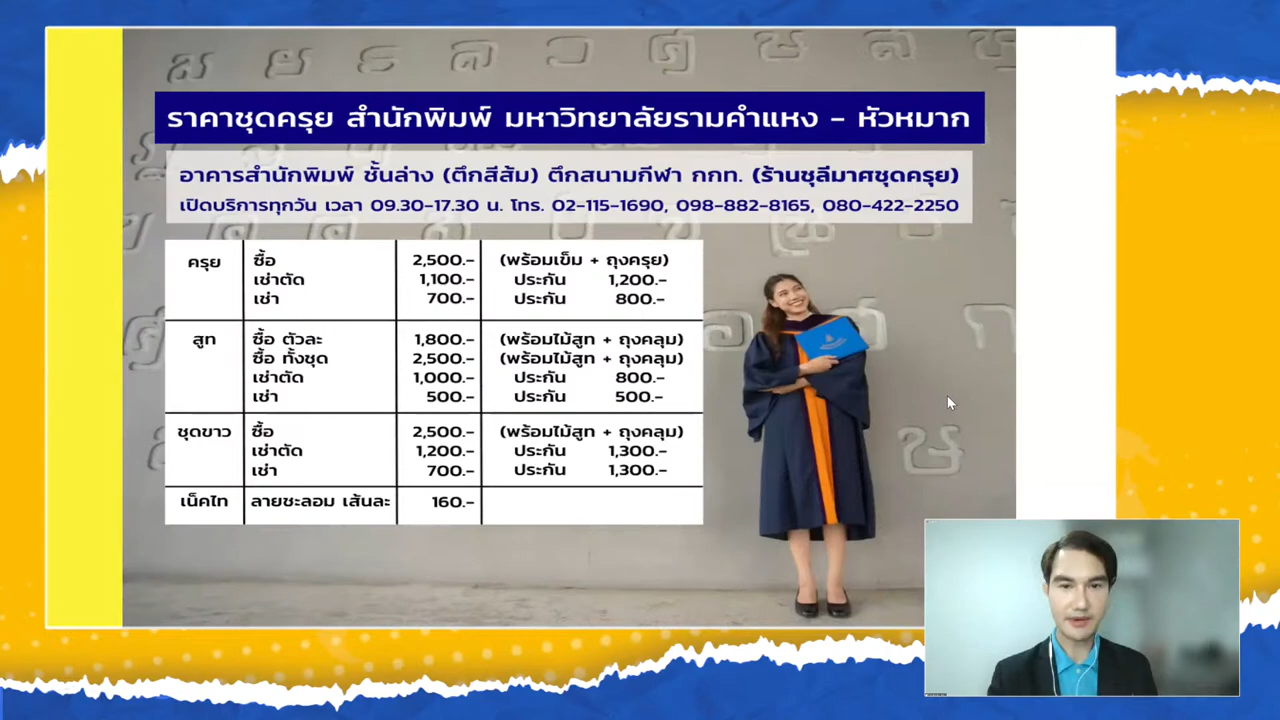 ราคาชุดครุย สำนักพิมพ์ มหาวิทยาลัยรามคำแหง - หัวหมาก
อาคารสำนักพิมพ์ ชั้นล่าง (ตึกสีส้ม) ตึกสนามกีฬา กกท. (ร้านชุลีมาศชุดครุย)
เปิดบริการทุกวัน เวลา 09.30-17.30 น. โทร. 02-115-1690, 098-882-8165, 080-422-2250
ครุย ซื้อ 2,500.- (พร้อมเข็ม + ถุงครุย)
เช่าตัด 1,100.- ประกัน 1,200.-
เช่า 700.- ประกัน 800.-
สูท ซื้อ ตัวละ 1,800.- (พร้อมไม้สูท + ถุงคลุม)
ซื้อ ทั้งชุด 2,500.- (พร้อมไม้สูท + ถุงคลุม)
เช่าตัด 1,000.- ประกัน 800.-
เช่า 500.- ประกัน 500.-
ชุดขาว ซื้อ 2,500.- (พร้อมไม้สูท + ถุงคลุม)
เช่าตัด 1,200.- ประกัน 1,300.-
เช่า 700.- ประกัน 1,300.-
เน็คไท ลายชะลอม เส้นละ 160.-